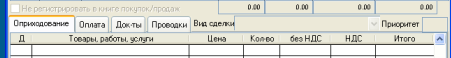 Не регистрировать в книге покупок/продаж 0.00 0.00 0.00 0.00
Оприходование Оплата Док-ты Проводки Вид сделки Приоритет
Д Товары, работы, услуги Цена Кол-во без НДС НДС Итого